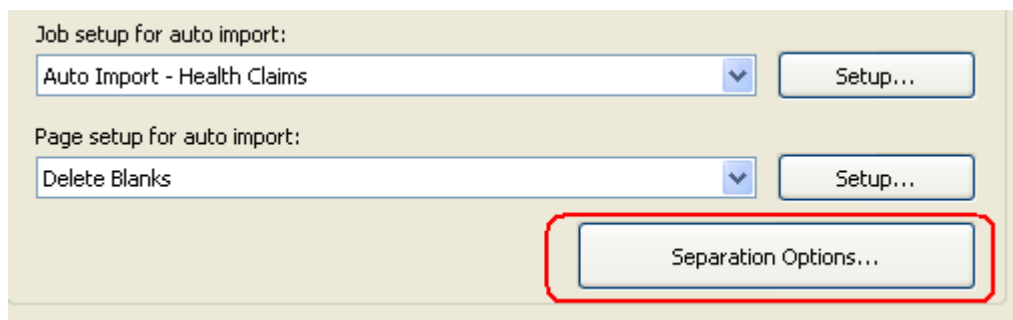 Job setup for auto import:
Auto Import - Health Claims
Setup...
Page setup for auto import:
Delete Blanks
Setup...
Separation Options...